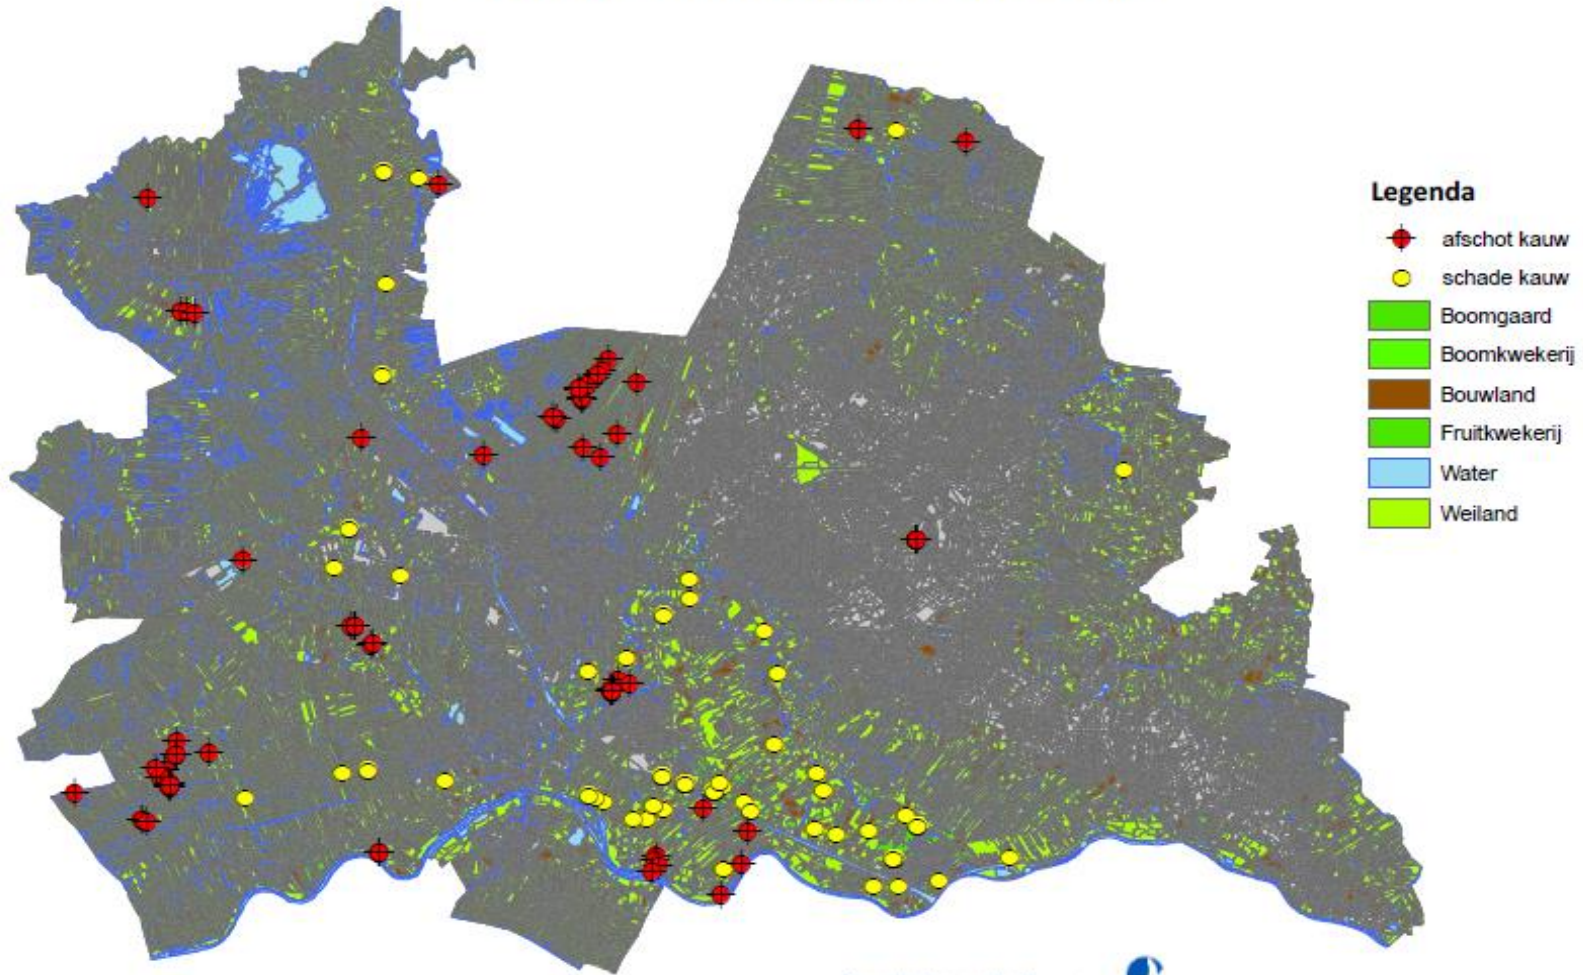 Legenda
afschot kauw
schade kauw
Boomgaard
Boomkwekerij
Bouwland
Fruitkwekerij
Water
Weiland